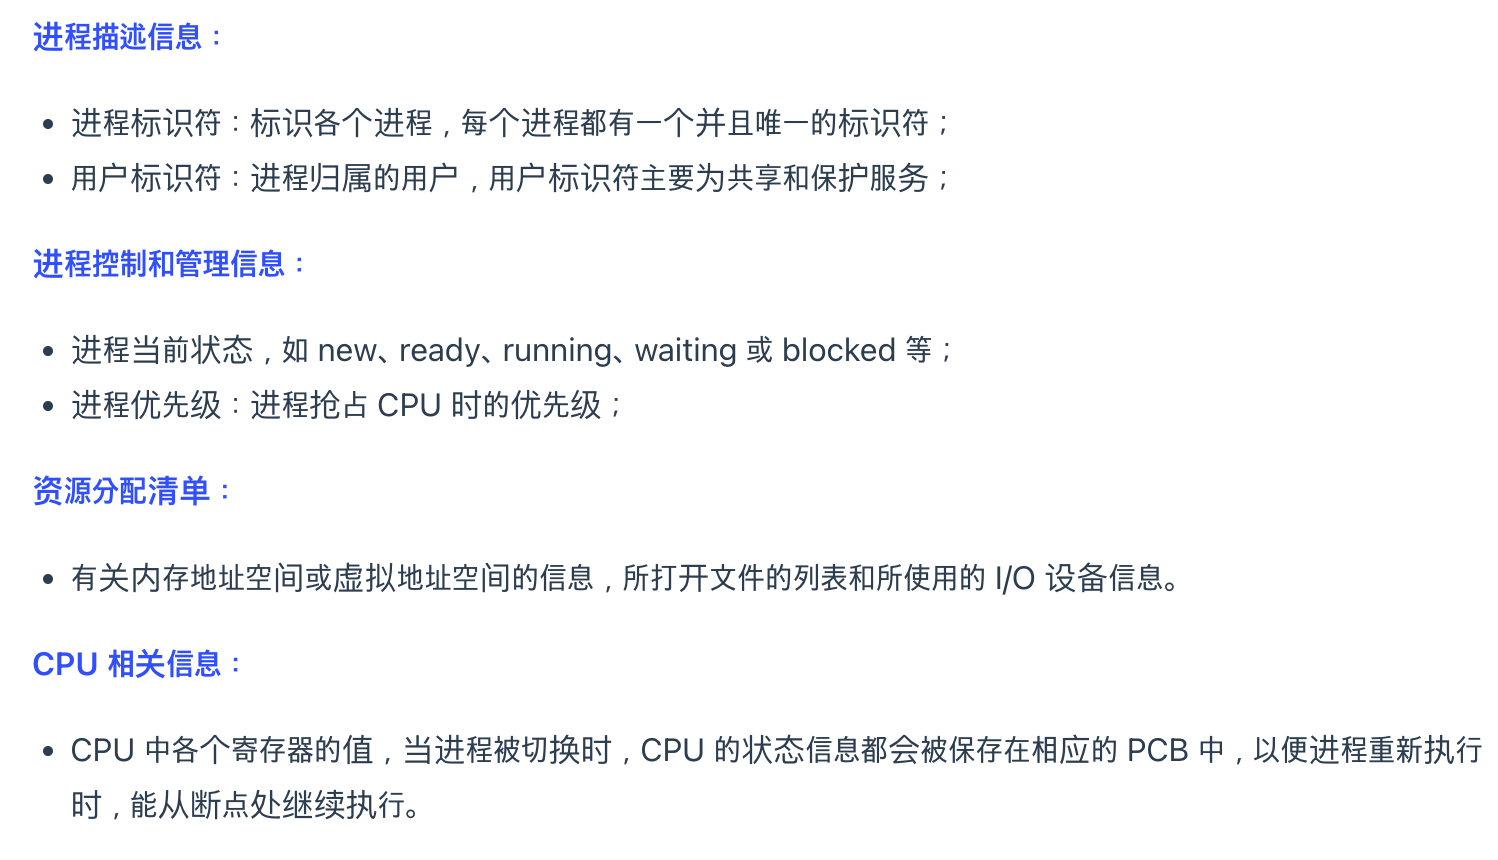 进程描述信息：
• 进程标识符：标识各个进程，每个进程都有一个并且唯一的标识符；
• 用户标识符：进程归属的用户，用户标识符主要为共享和保护服务；
进程控制和管理信息：
• 进程当前状态，如 new、ready、running、waiting 或 blocked 等；
• 进程优先级：进程抢占 CPU 时的优先级；
资源分配清单：
• 有关内存地址空间或虚拟地址空间的信息，所打开文件的列表和所使用的 I/O 设备信息。
CPU 相关信息：
• CPU 中各个寄存器的值，当进程被切换时，CPU 的状态信息都会被保存在相应的 PCB 中，以便进程重新执行
时，能从断点处继续执行。